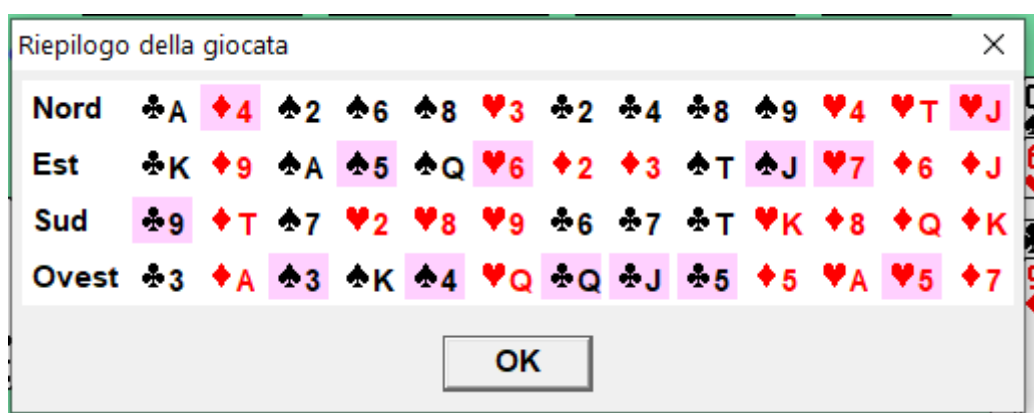 Riepilogo della giocata
Nord ♣A ♦4 ♠2 ♠6 ♠8 ♥3 ♣2 ♣4 ♣8 ♠9 ♥4 ♥T ♥J
Est ♣K ♦9 ♠A ♠5 ♠Q ♥6 ♦2 ♦3 ♠T ♠J ♥7 ♦6 ♦J
Sud ♣9 ♦T ♠7 ♥2 ♥8 ♥9 ♣6 ♣7 ♣T ♥K ♦8 ♦Q ♦K
Ovest ♣3 ♦A ♠3 ♠K ♠4 ♥Q ♣Q ♣J ♣5 ♦5 ♥A ♥5 ♦7
OK